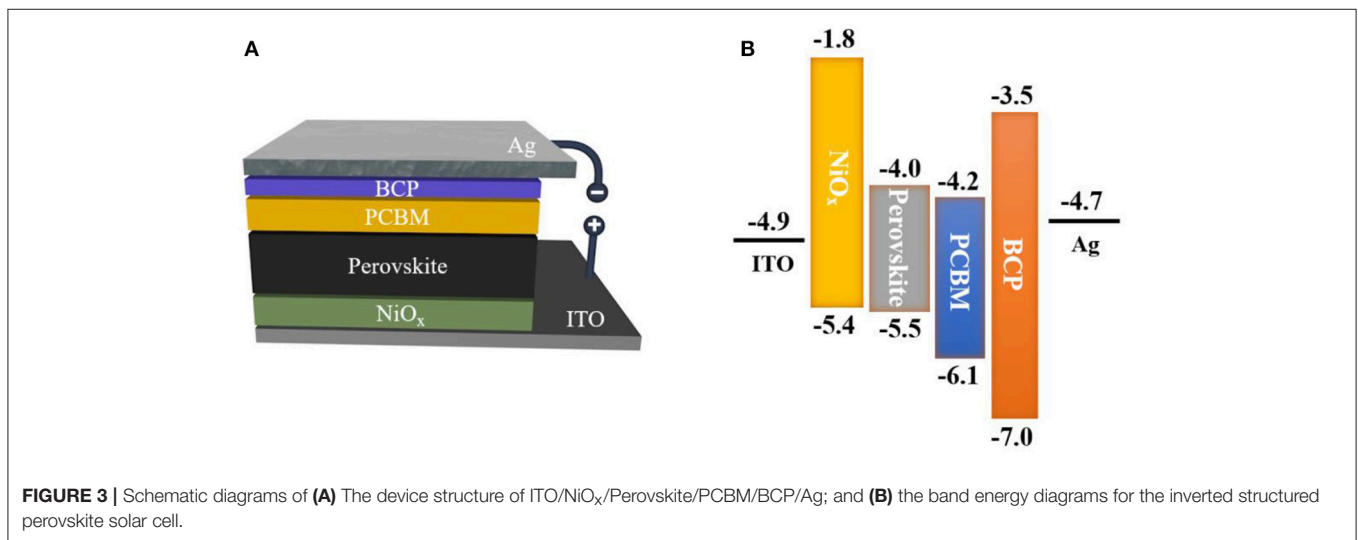 A
Ag
BCP
PCBM
Perovskite
NiOₓ
ITO
B
-1.8
-3.5
NiOₓ
-4.0
-4.2
Perovskite
PCBM
BCP
-4.9
ITO
-4.7
Ag
-5.4
-5.5
-6.1
-7.0
FIGURE 3 | Schematic diagrams of (A) The device structure of ITO/NiOₓ/Perovskite/PCBM/BCP/Ag; and (B) the band energy diagrams for the inverted structured
perovskite solar cell.